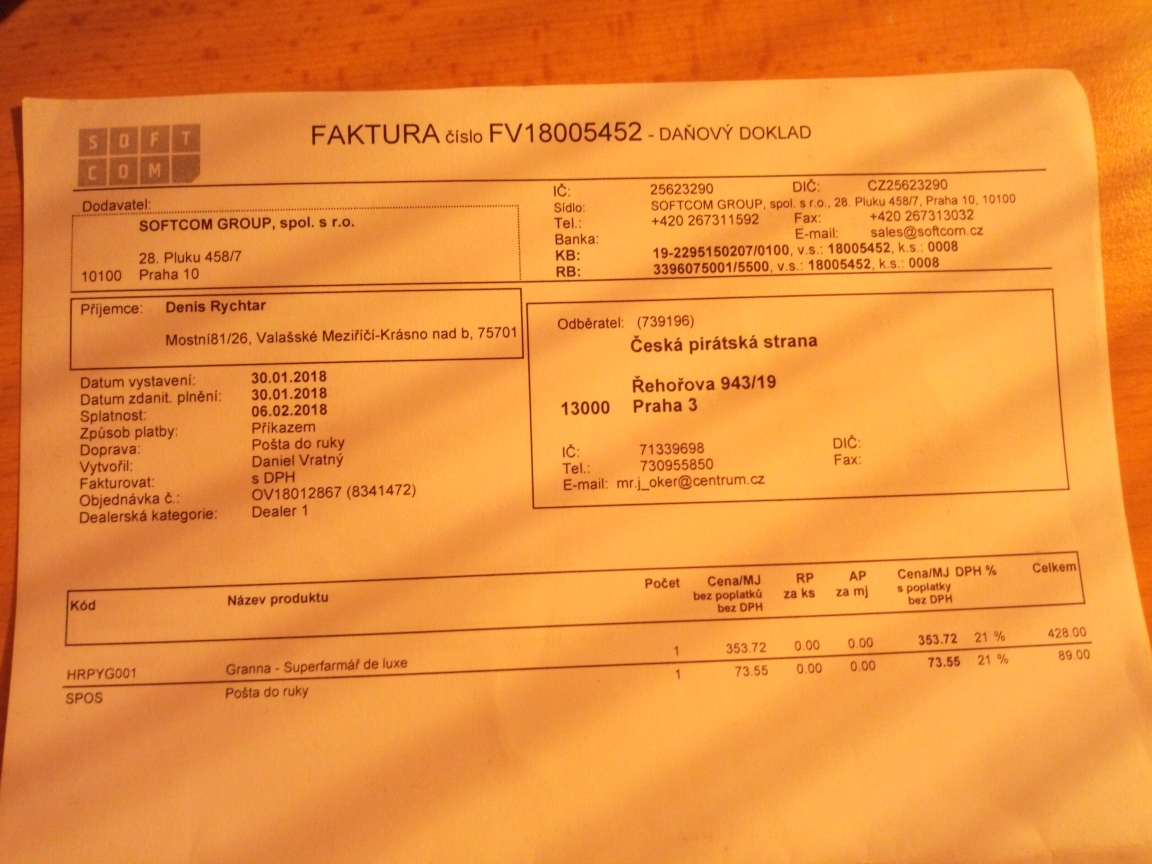 SOFT
COM
FAKTURA číslo FV18005452 - DAŇOVÝ DOKLAD
Dodavatel:
SOFTCOM GROUP, spol. s r.o.
28. Pluku 458/7
10100 Praha 10
IČ: 25623290 DIČ: CZ25623290
Sídlo: SOFTCOM GROUP, spol. s r.o., 28. Pluku 458/7, Praha 10, 10100
Tel.: +420 267311592 Fax: +420 267313032
Banka: E-mail: sales@softcom.cz
KB: 19-2295150207/0100, v.s.: 18005452, k.s.: 0008
RB: 3396075001/5500, v.s.: 18005452, k.s.: 0008
Příjemce: Denis Rychtar
Mostní81/26, Valašské Meziříčí-Krásno nad b, 75701
Odběratel: (739196)
Česká pirátská strana
Řehořova 943/19
13000 Praha 3
IČ: 71339698 DIČ:
Tel.: 730955850 Fax:
E-mail: mr.j_oker@centrum.cz
Datum vystavení: 30.01.2018
Datum zdanit. plnění: 30.01.2018
Splatnost: 06.02.2018
Způsob platby: Příkazem
Doprava: Pošta do ruky
Vytvořil: Daniel Vratný
Fakturovat: s DPH
Objednávka č.: OV18012867 (8341472)
Dealerská kategorie: Dealer 1
Kód Název produktu Počet Cena/MJ RP AP Cena/MJ DPH % Celkem
bez poplatků za ks za mj s poplatky
bez DPH bez DPH
HRPYG001 Granna - Superfarmář de luxe 1 353.72 0.00 0.00 353.72 21 % 428.00
SPOS Pošta do ruky 1 73.55 0.00 0.00 73.55 21 % 89.00